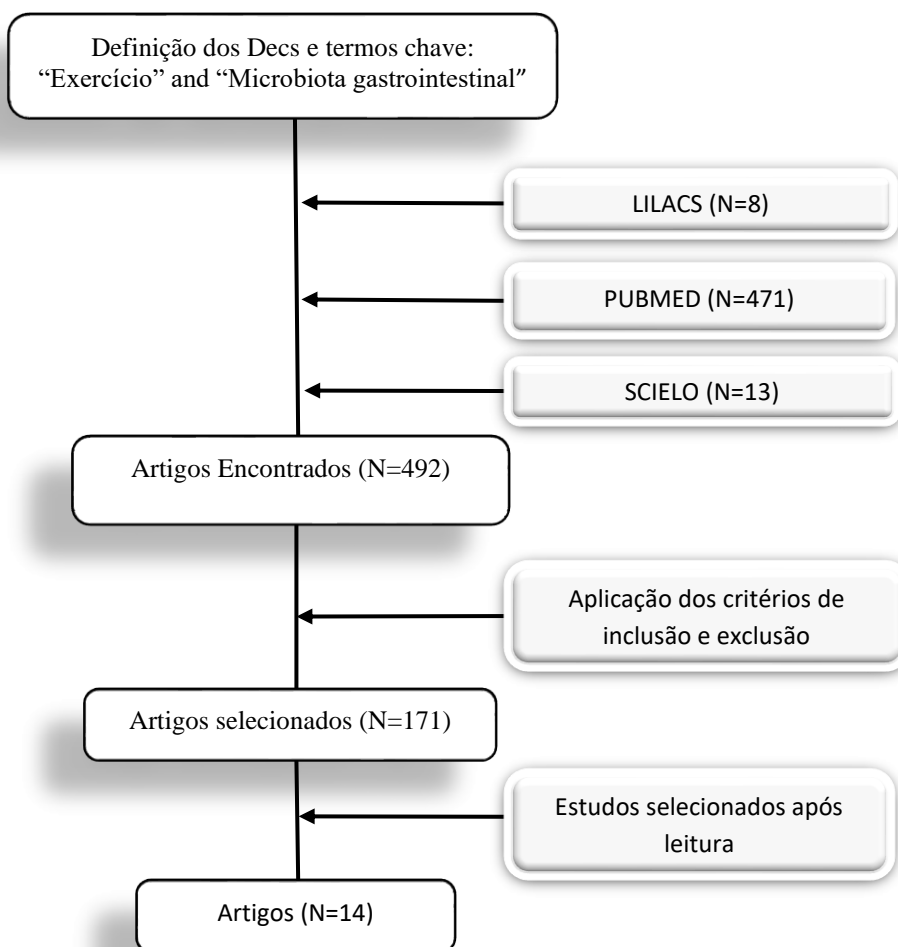 Definição dos Decs e termos chave:
“Exercício” and “Microbiota gastrointestinal”
LILACS (N=8)
PUBMED (N=471)
SCIELO (N=13)
Artigos Encontrados (N=492)
Aplicação dos critérios de
inclusão e exclusão
Artigos selecionados (N=171)
Estudos selecionados após
leitura
Artigos (N=14)